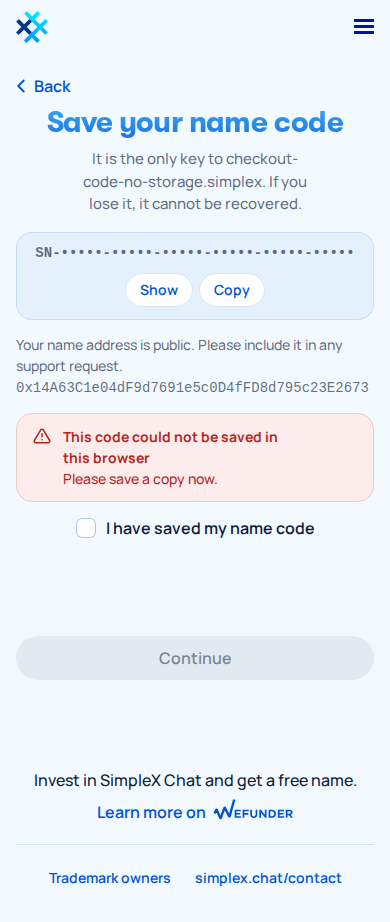 Back
Save your name code
It is the only key to checkout-
code-no-storage.simplex. If you
lose it, it cannot be recovered.
SN-•••••-•••••-•••••-•••••-•••••-•••••
Show Copy
Your name address is public. Please include it in any
support request.
0x14A63C1e04dF9d7691e5c0D4fFD8d795c23E2673
This code could not be saved in
this browser
Please save a copy now.
I have saved my name code
Continue
Invest in SimpleX Chat and get a free name.
Learn more on WEFUNDER
Trademark owners simplex.chat/contact